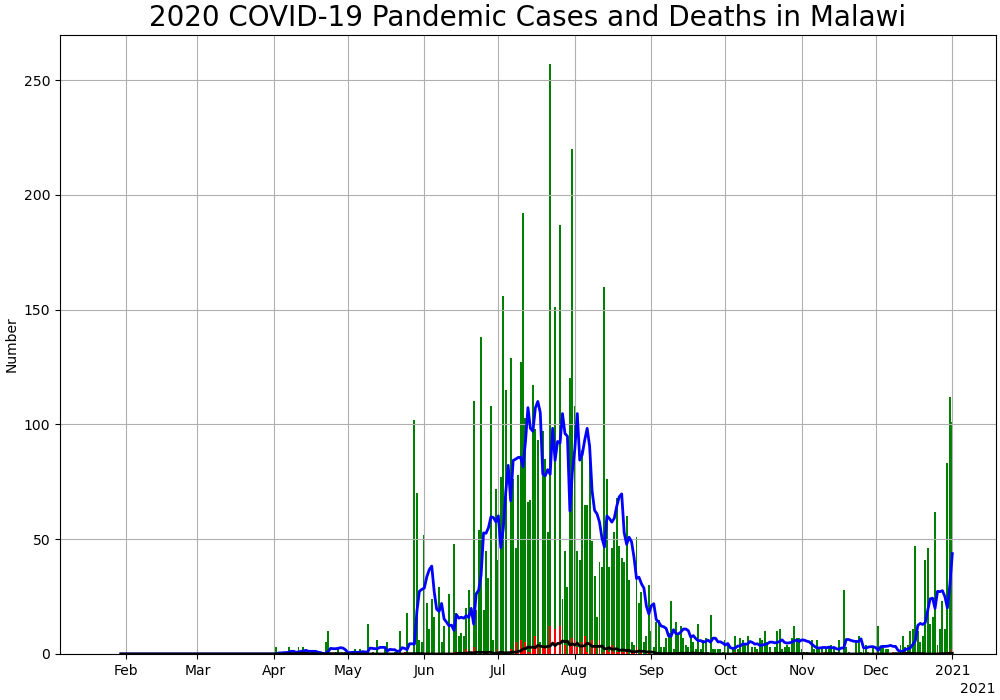 2020 COVID-19 Pandemic Cases and Deaths in Malawi
250
200
150
100
50
0
Number
Feb Mar Apr May Jun Jul Aug Sep Oct Nov Dec 2021
2021